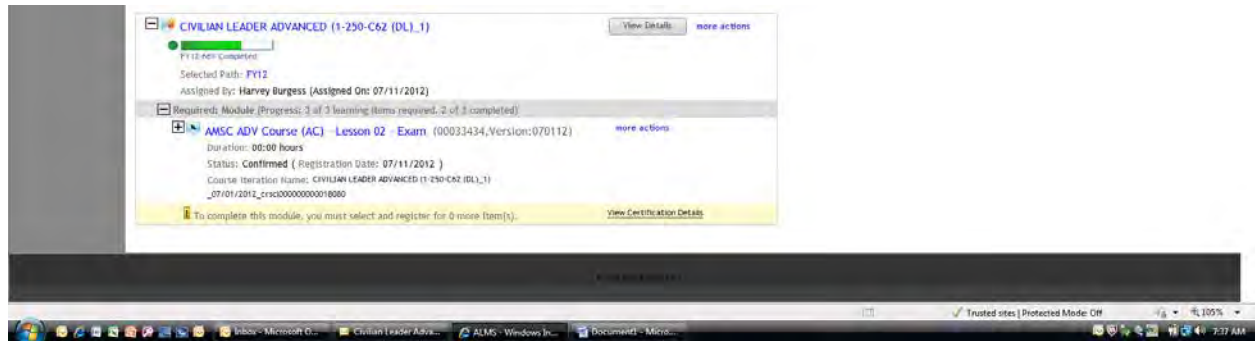 CIVILIAN LEADER ADVANCED (1-250-C62 (DL)_1)
View Details
more actions
Completed
Selected Path: FY12
Assigned By: Harvey Burgess (Assigned On: 07/11/2012)
Required: Module (Progress: 3 of 3 learning items required, 2 of 3 completed)
AMSC ADV Course (AC) - Lesson 02 - Exam (00033434,Version:070112)
more actions
Duration: 00:00 hours
Status: Confirmed ( Registration Date: 07/11/2012 )
Course Iteration Name: CIVILIAN LEADER ADVANCED (1-250-C62 (DL)_1)
To complete this module, you must select and register for 0 more item(s).
View Certification Details
Trusted sites | Protected Mode: Off
105%
Inbox - Microsoft O...
Civilian Leader Adva...
ALMS - Windows In...
Document1 - Micro...
7:37 AM